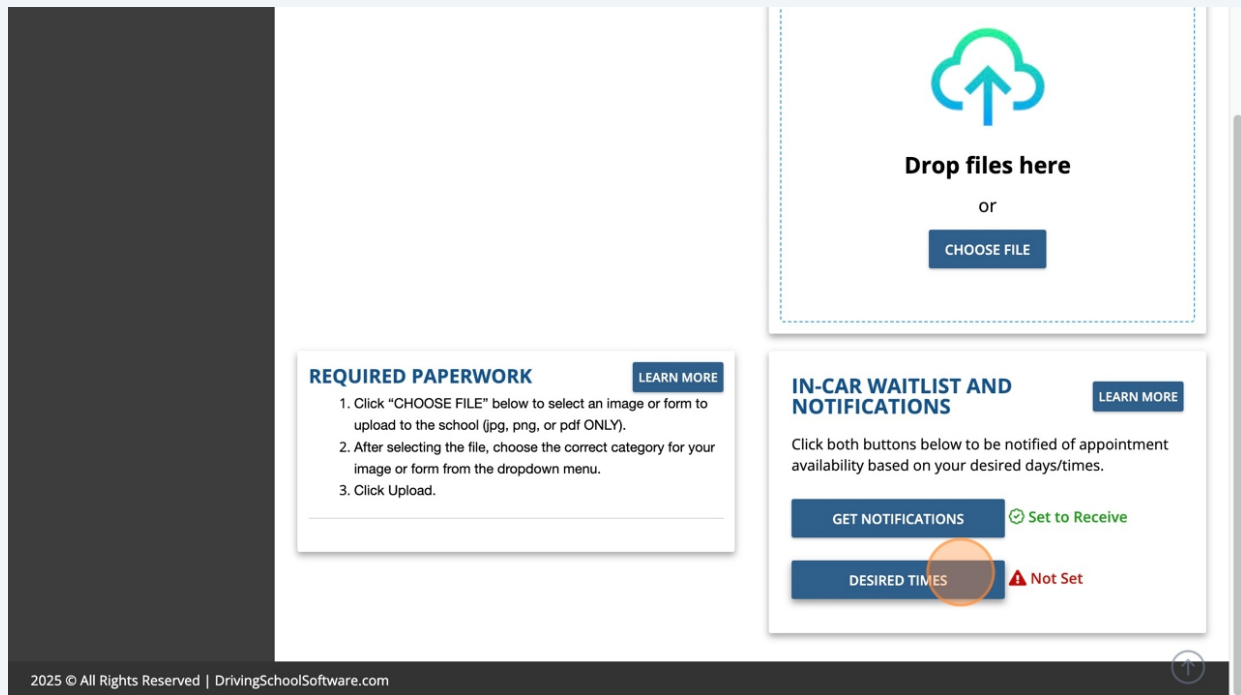 Drop files here
or
CHOOSE FILE
REQUIRED PAPERWORK
LEARN MORE
1. Click “CHOOSE FILE” below to select an image or form to
upload to the school (jpg, png, or pdf ONLY).
2. After selecting the file, choose the correct category for your
image or form from the dropdown menu.
3. Click Upload.
IN-CAR WAITLIST AND
NOTIFICATIONS
LEARN MORE
Click both buttons below to be notified of appointment
availability based on your desired days/times.
GET NOTIFICATIONS
Set to Receive
DESIRED TIMES
Not Set
2025 © All Rights Reserved | DrivingSchoolSoftware.com